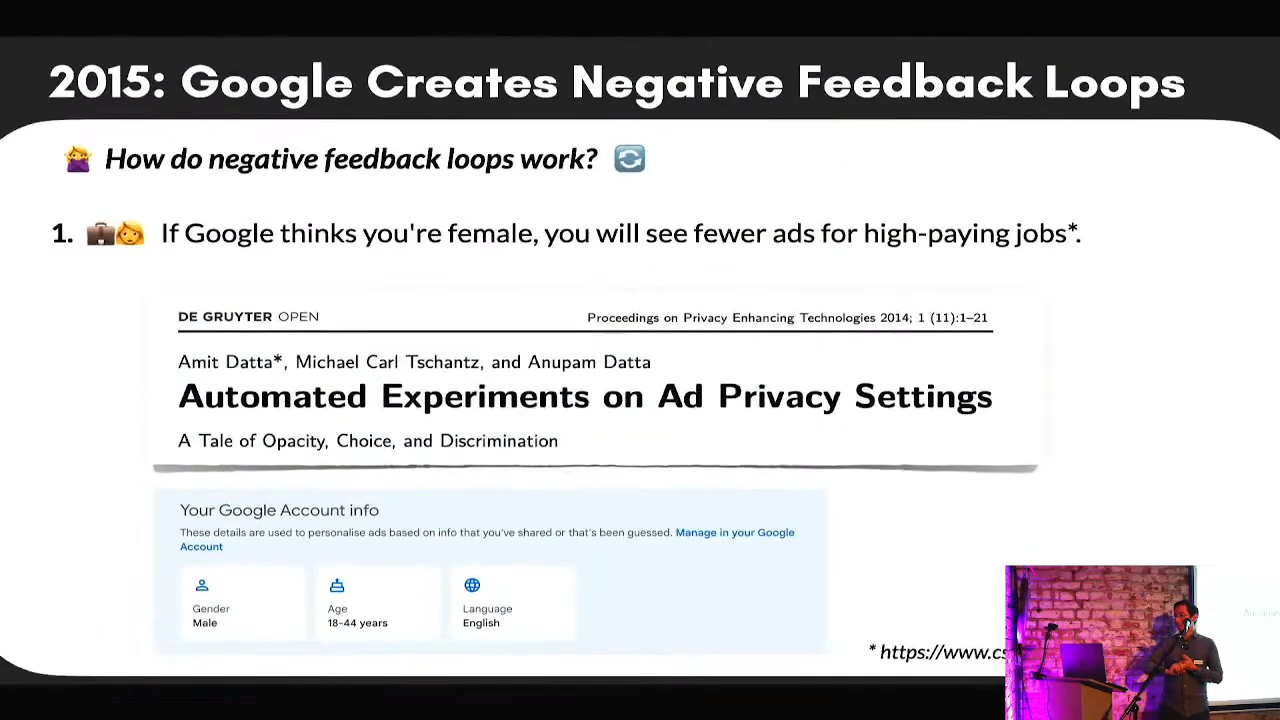 2015: Google Creates Negative Feedback Loops
How do negative feedback loops work?
1. If Google thinks you're female, you will see fewer ads for high-paying jobs*.
DE GRUYTER OPEN
Proceedings on Privacy Enhancing Technologies 2014; 1 (11):1–21
Amit Datta*, Michael Carl Tschantz, and Anupam Datta
Automated Experiments on Ad Privacy Settings
A Tale of Opacity, Choice, and Discrimination
Your Google Account info
These details are used to personalise ads based on info that you've shared or that's been guessed. Manage in your Google
Account
Gender
Male
Age
18-44 years
Language
English
* https://www.cs